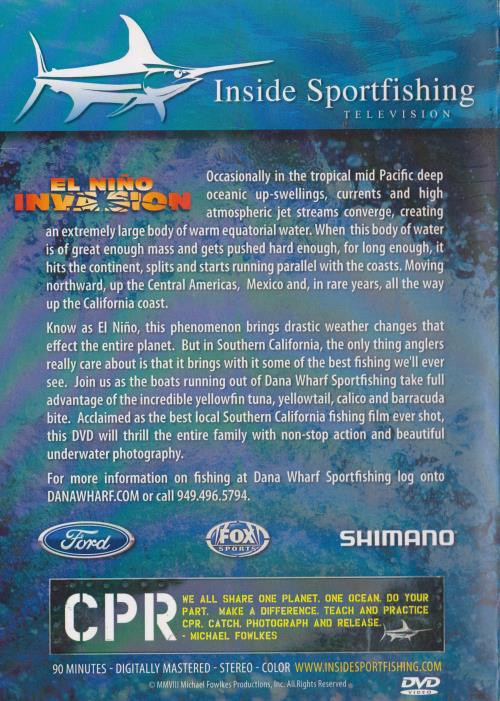 Inside Sportfishing
TELEVISION
EL NIÑO
INVASION
Occasionally in the tropical mid Pacific deep
oceanic up-swellings, currents and high
atmospheric jet streams converge, creating
an extremely large body of warm equatorial water. When this body of water
is of great enough mass and gets pushed hard enough, for long enough, it
hits the continent, splits and starts running parallel with the coasts. Moving
northward, up the Central Americas, Mexico and, in rare years, all the way
up the California coast.
Know as El Niño, this phenomenon brings drastic weather changes that
effect the entire planet. But in Southern California, the only thing anglers
really care about is that it brings with it some of the best fishing we'll ever
see. Join us as the boats running out of Dana Wharf Sportfishing take full
advantage of the incredible yellowfin tuna, yellowtail, calico and barracuda
bite. Acclaimed as the best local Southern California fishing film ever shot,
this DVD will thrill the entire family with non-stop action and beautiful
underwater photography.
For more information on fishing at Dana Wharf Sportfishing log onto
DANAWHARF.COM or call 949.496.5794.
Ford
FOX
SPORTS
SHIMANO
CPR
WE ALL SHARE ONE PLANET. ONE OCEAN. DO YOUR
PART. MAKE A DIFFERENCE. TEACH AND PRACTICE
CPR. CATCH, PHOTOGRAPH AND RELEASE.
- MICHAEL FOWLKES
90 MINUTES - DIGITALLY MASTERED - STEREO - COLOR WWW.INSIDESPORTFISHING.COM
© MMVIII Michael Fowlkes Productions, Inc. All Rights Reserved
DVD
VIDEO